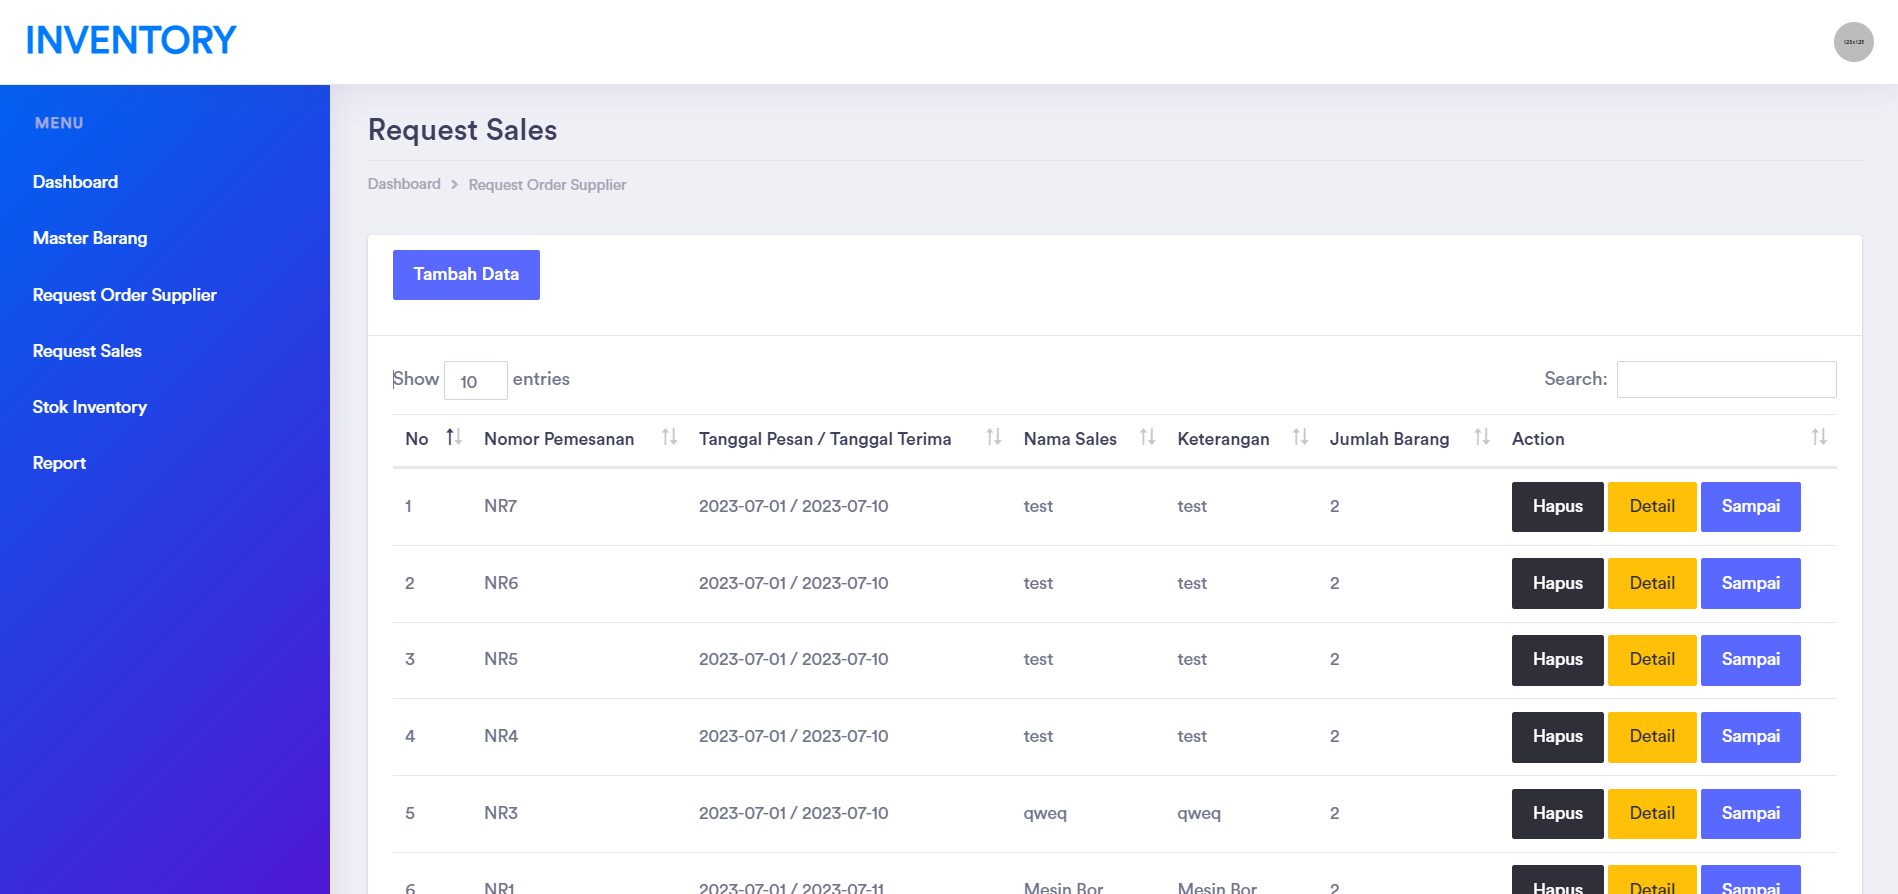 INVENTORY
128x128
MENU
Dashboard
Master Barang
Request Order Supplier
Request Sales
Stok Inventory
Report
Request Sales
Dashboard > Request Order Supplier
Tambah Data
Show 10 entries Search:
No Nomor Pemesanan Tanggal Pesan / Tanggal Terima Nama Sales Keterangan Jumlah Barang Action
1 NR7 2023-07-01 / 2023-07-10 test test 2 Hapus Detail Sampai
2 NR6 2023-07-01 / 2023-07-10 test test 2 Hapus Detail Sampai
3 NR5 2023-07-01 / 2023-07-10 test test 2 Hapus Detail Sampai
4 NR4 2023-07-01 / 2023-07-10 test test 2 Hapus Detail Sampai
5 NR3 2023-07-01 / 2023-07-10 qweq qweq 2 Hapus Detail Sampai
6 NR1 2023-07-01 / 2023-07-11 Mesin Bor Mesin Bor 2 Hapus Detail Sampai